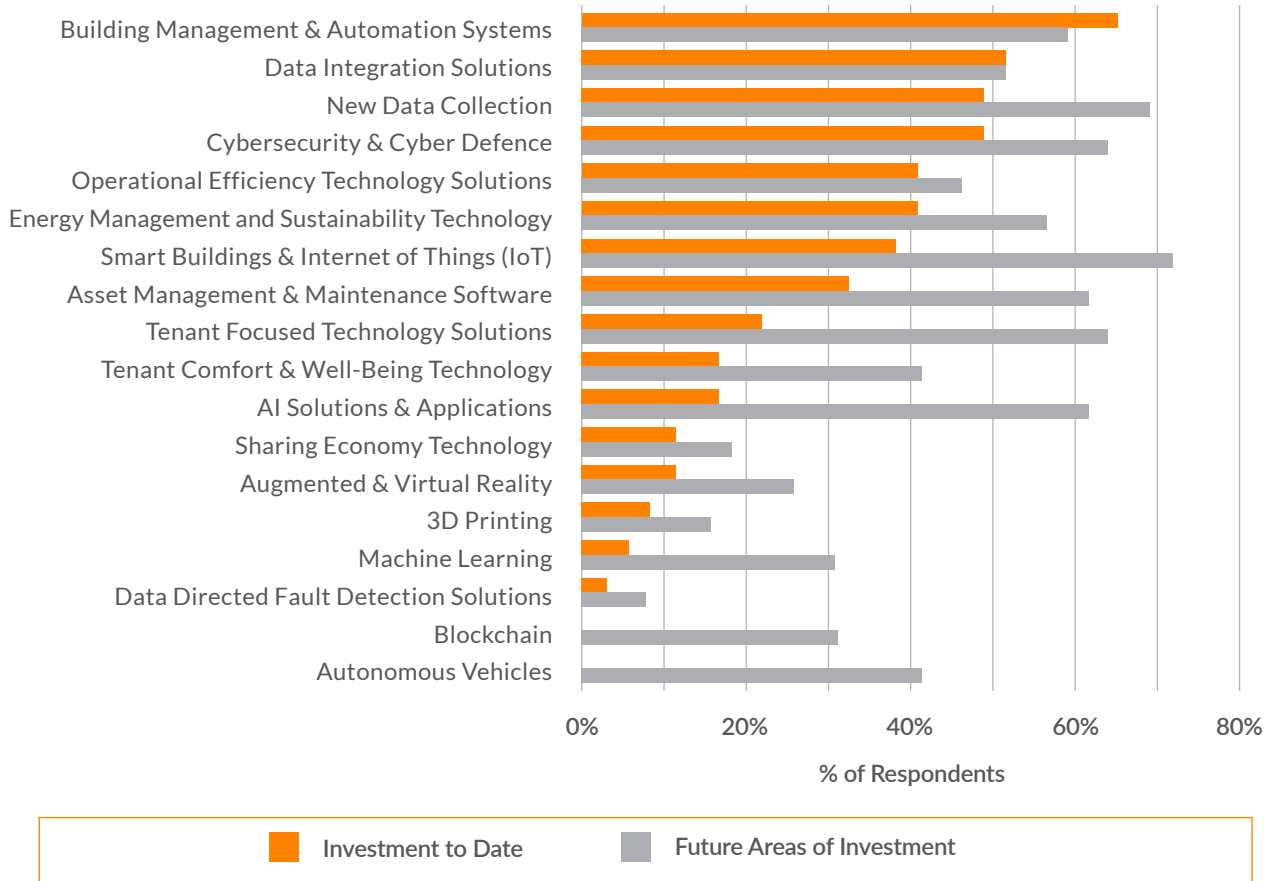 Building Management & Automation Systems
Data Integration Solutions
New Data Collection
Cybersecurity & Cyber Defence
Operational Efficiency Technology Solutions
Energy Management and Sustainability Technology
Smart Buildings & Internet of Things (IoT)
Asset Management & Maintenance Software
Tenant Focused Technology Solutions
Tenant Comfort & Well-Being Technology
AI Solutions & Applications
Sharing Economy Technology
Augmented & Virtual Reality
3D Printing
Machine Learning
Data Directed Fault Detection Solutions
Blockchain
Autonomous Vehicles
0% 20% 40% 60% 80%
% of Respondents
Investment to Date Future Areas of Investment